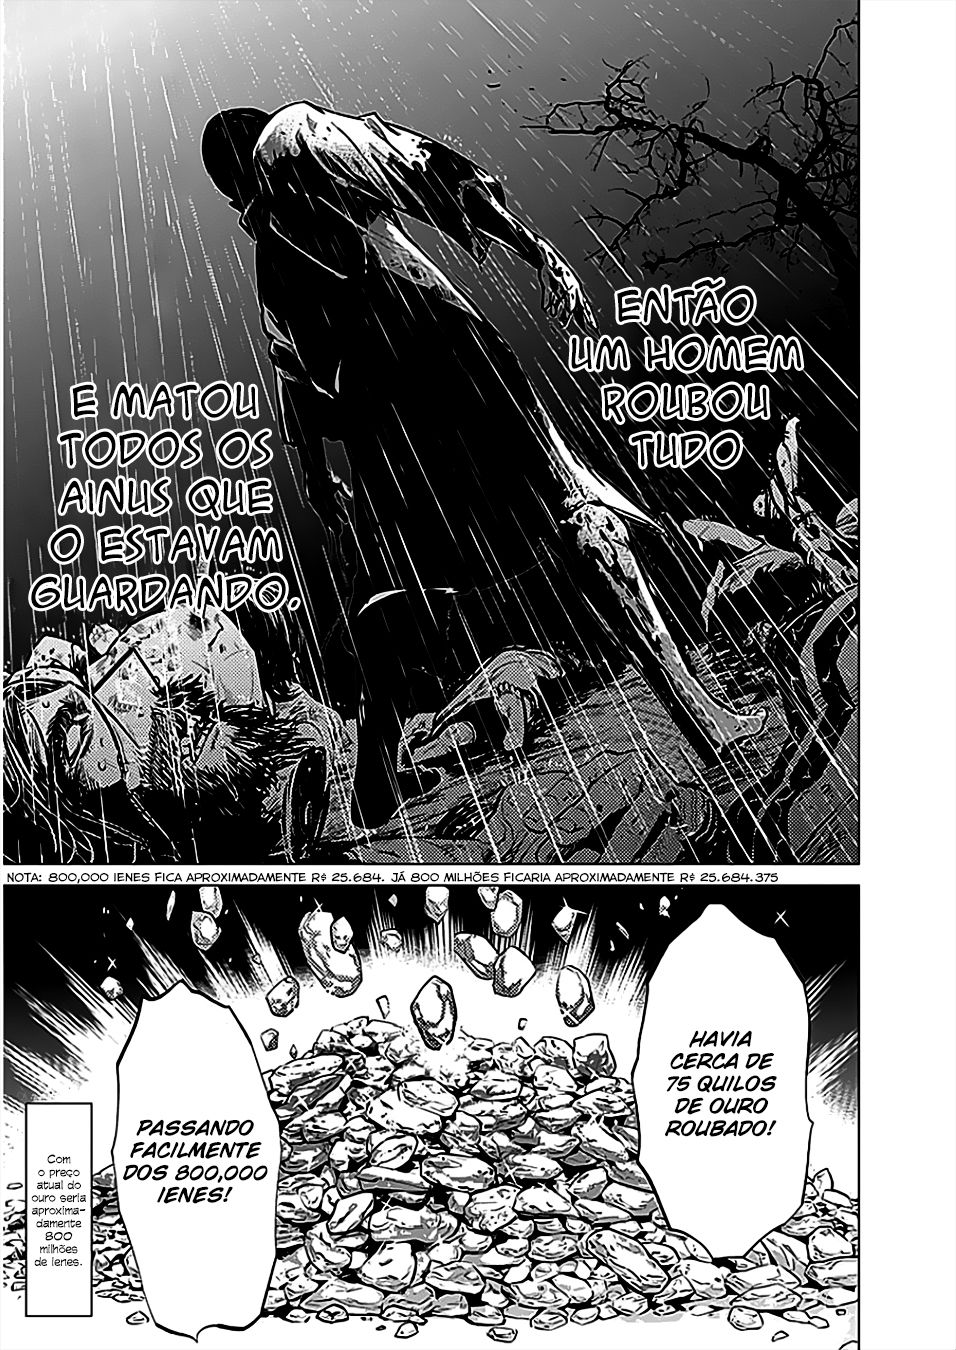 ENTÃO
UM HOMEM
ROUBOU
TUDO
E MATOU
TODOS OS
AINUS QUE
O ESTAVAM
GUARDANDO.
NOTA: 800,000 IENES FICA APROXIMADAMENTE R$ 25.684. JÁ 800 MILHÕES FICARIA APROXIMADAMENTE R$ 25.684.375
HAVIA
CERCA DE
75 QUILOS
DE OURO
ROUBADO!
PASSANDO
FACILMENTE
DOS 800,000
IENES!
Com
o preço
atual do
ouro seria
aproxima-
damente
800
milhões
de ienes.